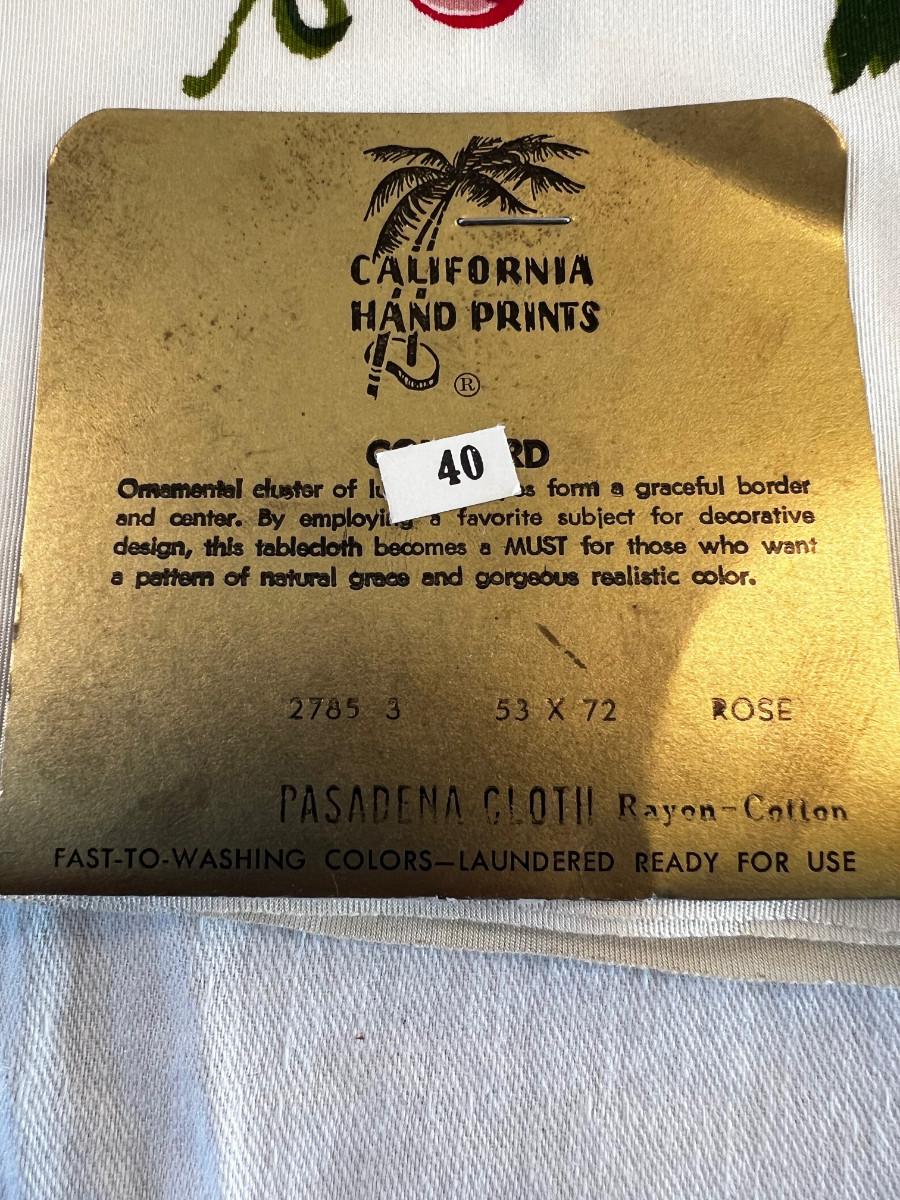 CALIFORNIA
HAND PRINTS
®
40
Ornamental cluster of form a graceful border
and center. By employing a favorite subject for decorative
design, this tablecloth becomes a MUST for those who want
a pattern of natural grace and gorgeous realistic color.
2785 3 53 X 72 ROSE
PASADENA CLOTH Rayon-Cotton
FAST-TO-WASHING COLORS—LAUNDERED READY FOR USE